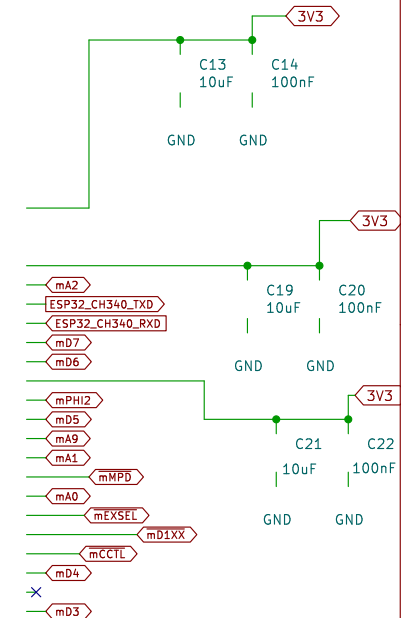 3V3
C13 C14
10uF 100nF
GND GND
3V3
mA2
C19 C20
ESP32_CH340_TXD
10uF 100nF
ESP32_CH340_RXD
mD7
mD6
GND GND
3V3
mPHI2
mD5
mA9
C21 C22
mA1
10uF 100nF
mMPD
mA0
mEXSEL
GND GND
mD1XX
mCCTL
mD4
mD3